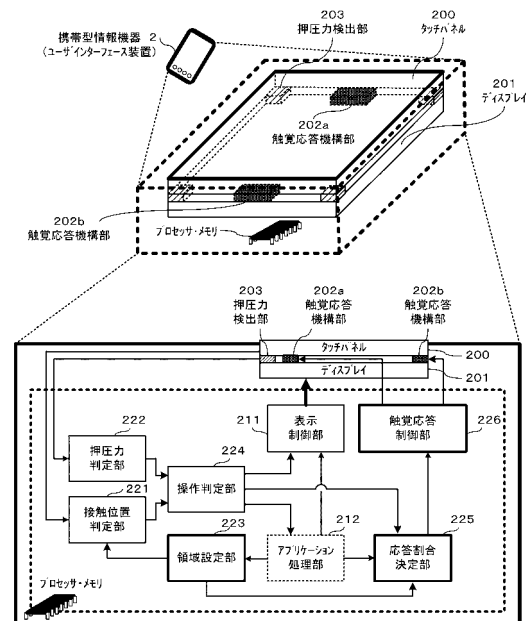 203
押圧力検出部
200
タッチパネル
携帯型情報機器 2
(ユーザインターフェース装置)
201
ディスプレイ
202a
触覚応答機構部
202b
触覚応答機構部
プロセッサ・メモリ
203
押圧力
検出部
202a
触覚応答
機構部
202b
触覚応答
機構部
タッチパネル
200
ディスプレイ
201
222
押圧力
判定部
211
表示
制御部
触覚応答
制御部
226
221
接触位置
判定部
224
操作判定部
223
領域設定部
212
アプリケーション
処理部
225
応答割合
決定部
プロセッサ・メモリ